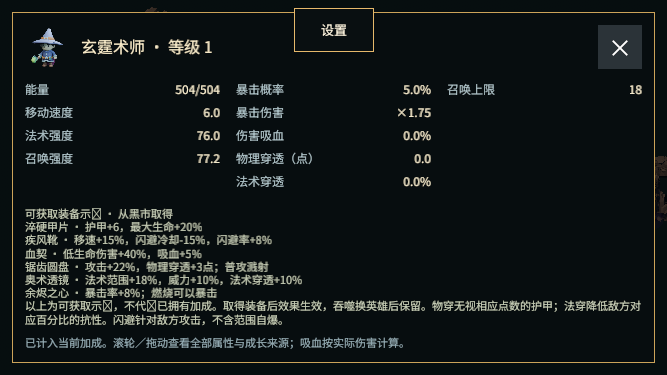 设置
玄霆术师 · 等级 1
能量 504/504 暴击概率 5.0% 召唤上限 18
移动速度 6.0 暴击伤害 ×1.75
法术强度 76.0 伤害吸血 0.0%
召唤强度 77.2 物理穿透（点） 0.0
法术穿透 0.0%
可获取装备示 · 从黑市取得
淬硬甲片 · 护甲+6，最大生命+20%
疾风靴 · 移速+15%，闪避冷却-15%，闪避率+8%
血契 · 低生命伤害+40%，吸血+5%
锯齿圆盘 · 攻击+22%，物理穿透+3点；普攻溅射
奥术透镜 · 法术范围+18%，威力+10%，法术穿透+10%
余烬之心 · 暴击率+8%；燃烧可以暴击
以上为可获取示，不代已拥有加成。取得装备后效果生效，吞噬换英雄后保留。物穿无视相应点数的护甲；法穿降低敌方对
应百分比的抗性。闪避针对敌方攻击，不含范围自爆。
已计入当前加成。滚轮／拖动查看全部属性与成长来源；吸血按实际伤害计算。